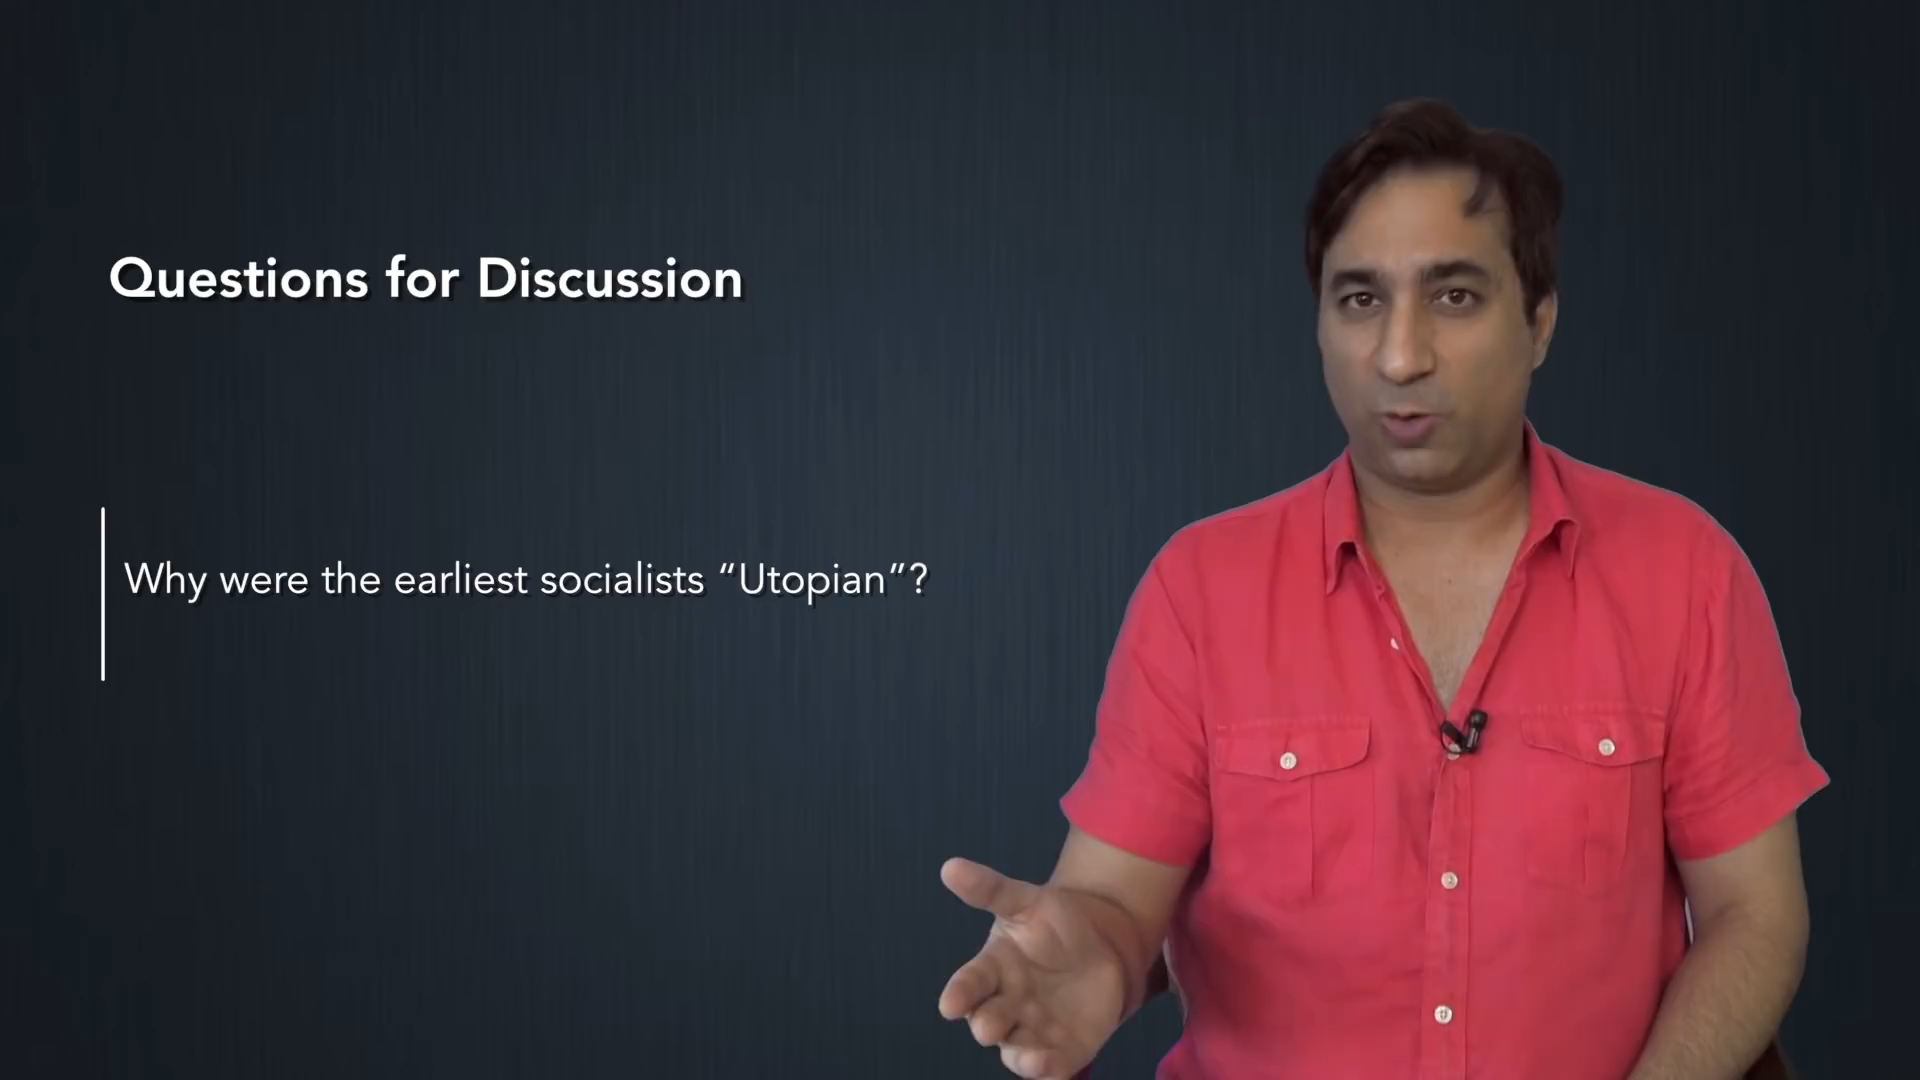 Questions for Discussion
Why were the earliest socialists “Utopian”?